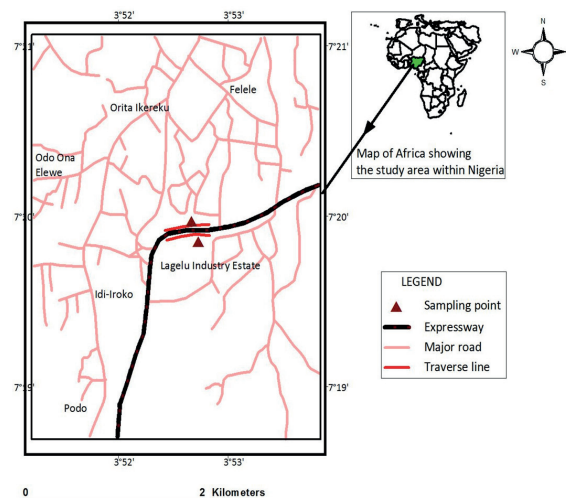 3°52' 3°53'
7°11' 7°21'
Felele
Orita Ikereku
Odo Ona
Elewe
7°10' 7°20'
Lagelu Industry Estate
Idi-Iroko
7°19' 7°19'
Podo
3°52' 3°53'
0 2 Kilometers
Map of Africa showing
the study area within Nigeria
N
W E
S
LEGEND
Sampling point
Expressway
Major road
Traverse line